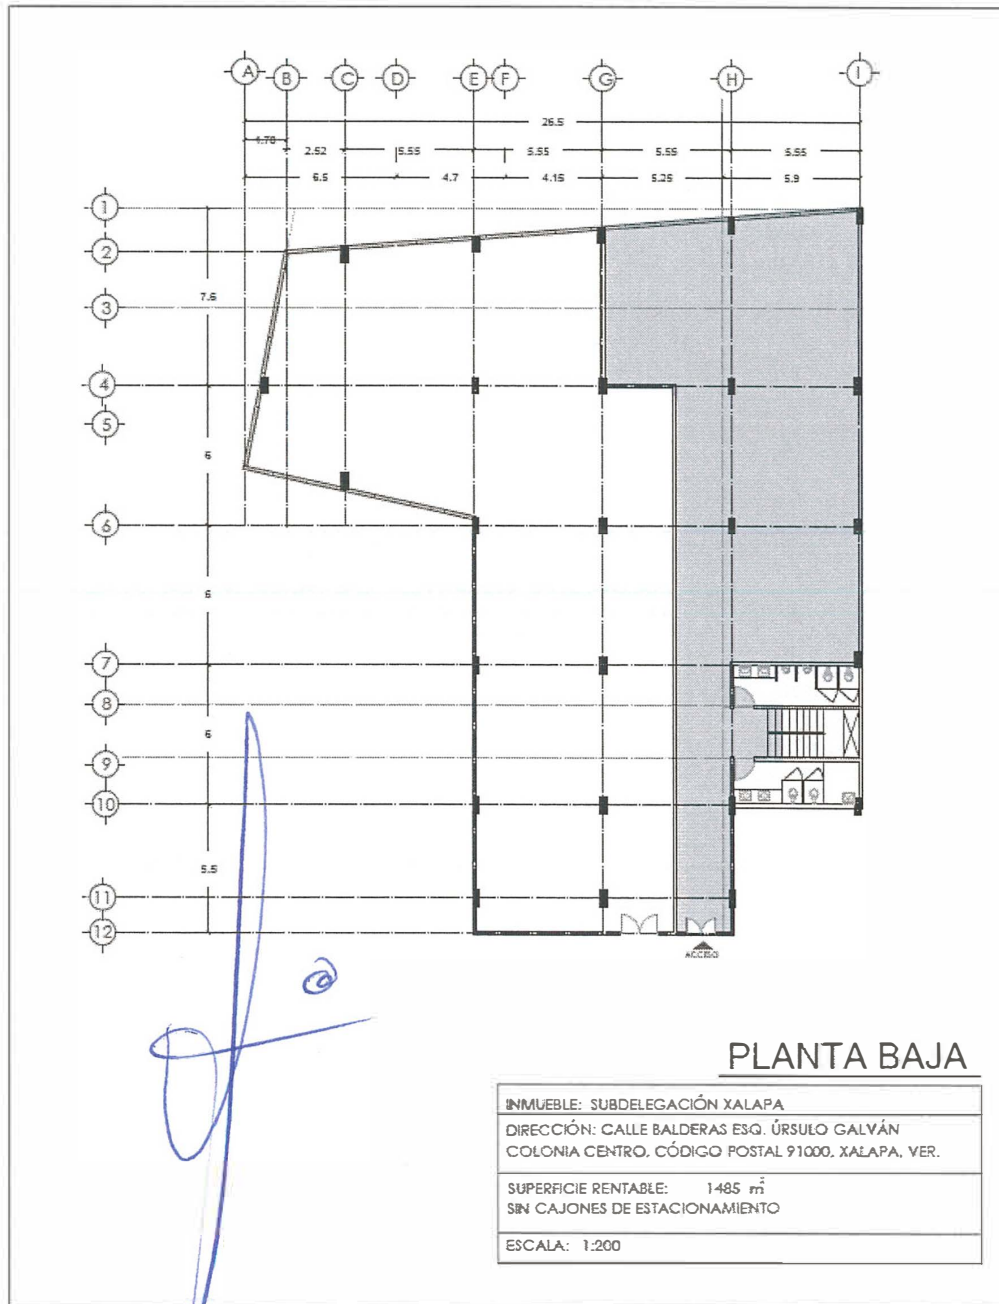 A B C D E F G H I
26.5
1.70
2.52 5.55 5.55 5.55 5.55
6.5 4.7 4.15 5.25 5.9
1
2
7.5
3
4
5
6
6
6
7
8
6
9
10
5.5
11
12
ACCESO
PLANTA BAJA
INMUEBLE: SUBDELEGACIÓN XALAPA
DIRECCIÓN: CALLE BALDERAS ESQ. ÚRSULO GALVÁN
COLONIA CENTRO, CÓDIGO POSTAL 91000, XALAPA, VER.
SUPERFICIE RENTABLE: 1485 m²
SIN CAJONES DE ESTACIONAMIENTO
ESCALA: 1:200